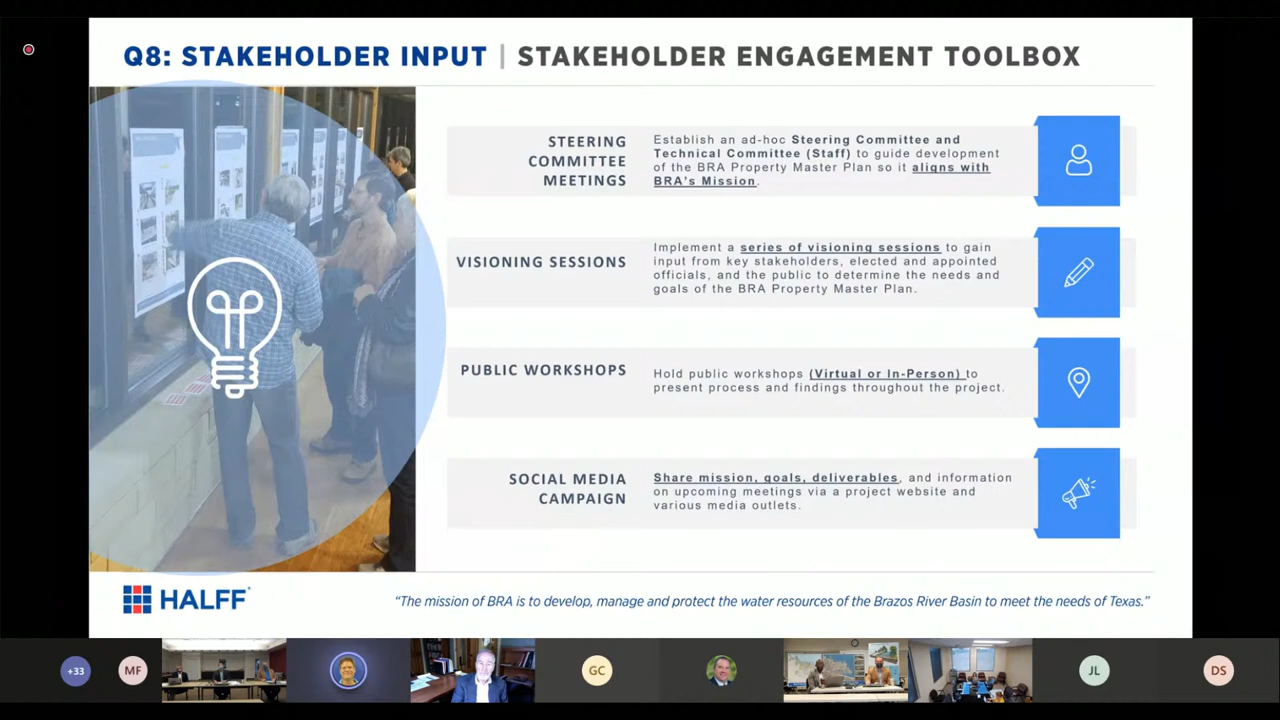 Q8: STAKEHOLDER INPUT | STAKEHOLDER ENGAGEMENT TOOLBOX
STEERING
COMMITTEE
MEETINGS
Establish an ad-hoc Steering Committee and
Technical Committee (Staff) to guide development
of the BRA Property Master Plan so it aligns with
BRA's Mission.
VISIONING SESSIONS
Implement a series of visioning sessions to gain
input from key stakeholders, elected and appointed
officials, and the public to determine the needs and
goals of the BRA Property Master Plan.
PUBLIC WORKSHOPS
Hold public workshops (Virtual or In-Person) to
present process and findings throughout the project.
SOCIAL MEDIA
CAMPAIGN
Share mission, goals, deliverables, and information
on upcoming meetings via a project website and
various media outlets.
HALFF
“The mission of BRA is to develop, manage and protect the water resources of the Brazos River Basin to meet the needs of Texas.”
+33
MF
GC
JL
DS